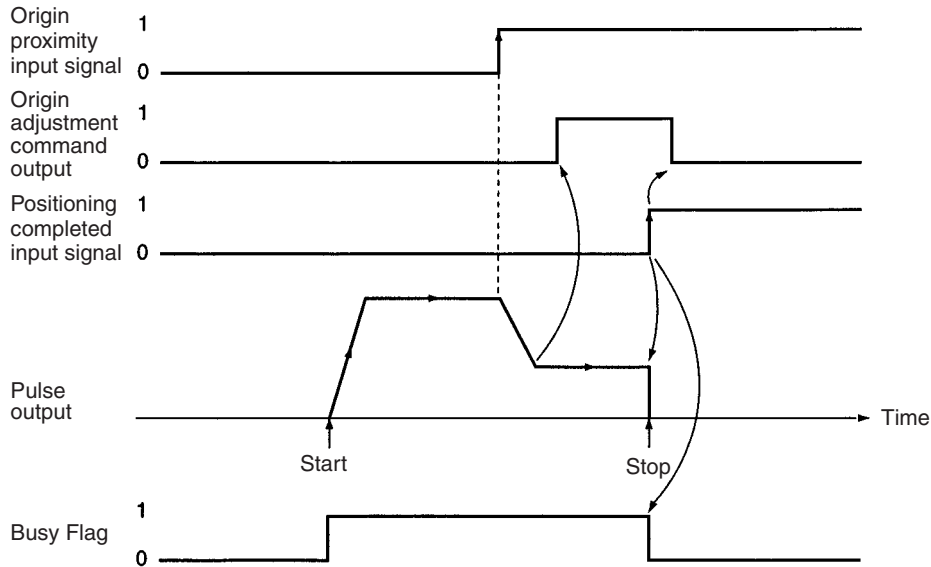 Origin
proximity
input signal
1
0
Origin
adjustment
command
output
1
0
Positioning
completed
input signal
1
0
Pulse
output
Time
Start
Stop
Busy Flag
1
0